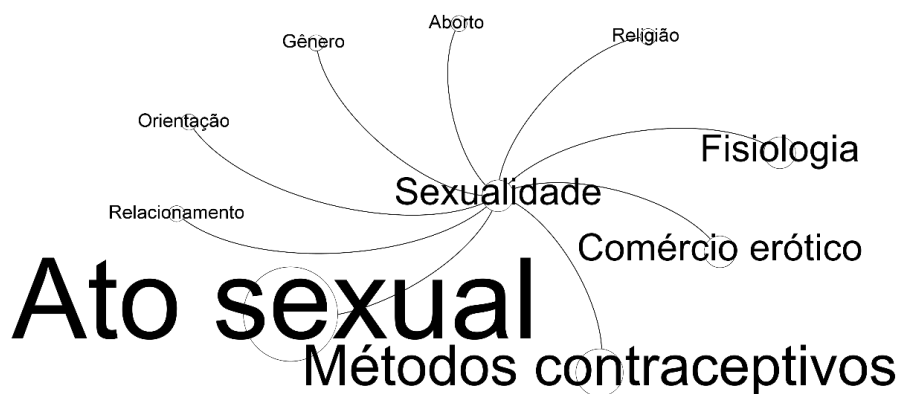 Aborto
Gênero
Religião
Orientação
Fisiologia
Sexualidade
Relacionamento
Comércio erótico
Ato sexual
Métodos contraceptivos